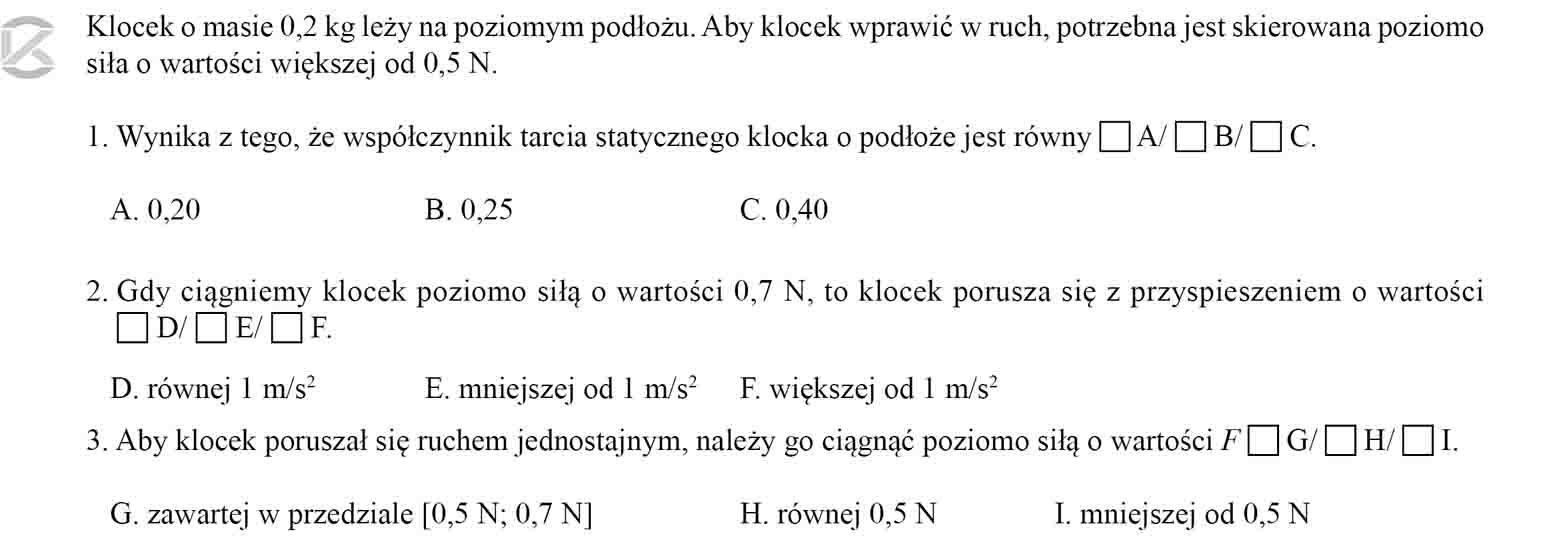 Klocek o masie 0,2 kg leży na poziomym podłożu. Aby klocek wprawić w ruch, potrzebna jest skierowana poziomo
siła o wartości większej od 0,5 N.
1. Wynika z tego, że współczynnik tarcia statycznego klocka o podłoże jest równy □ A/ □ B/ □ C.
A. 0,20 B. 0,25 C. 0,40
2. Gdy ciągniemy klocek poziomo siłą o wartości 0,7 N, to klocek porusza się z przyspieszeniem o wartości
□ D/ □ E/ □ F.
D. równej 1 m/s² E. mniejszej od 1 m/s² F. większej od 1 m/s²
3. Aby klocek poruszał się ruchem jednostajnym, należy go ciągnąć poziomo siłą o wartości F □ G/ □ H/ □ I.
G. zawartej w przedziale [0,5 N; 0,7 N] H. równej 0,5 N I. mniejszej od 0,5 N